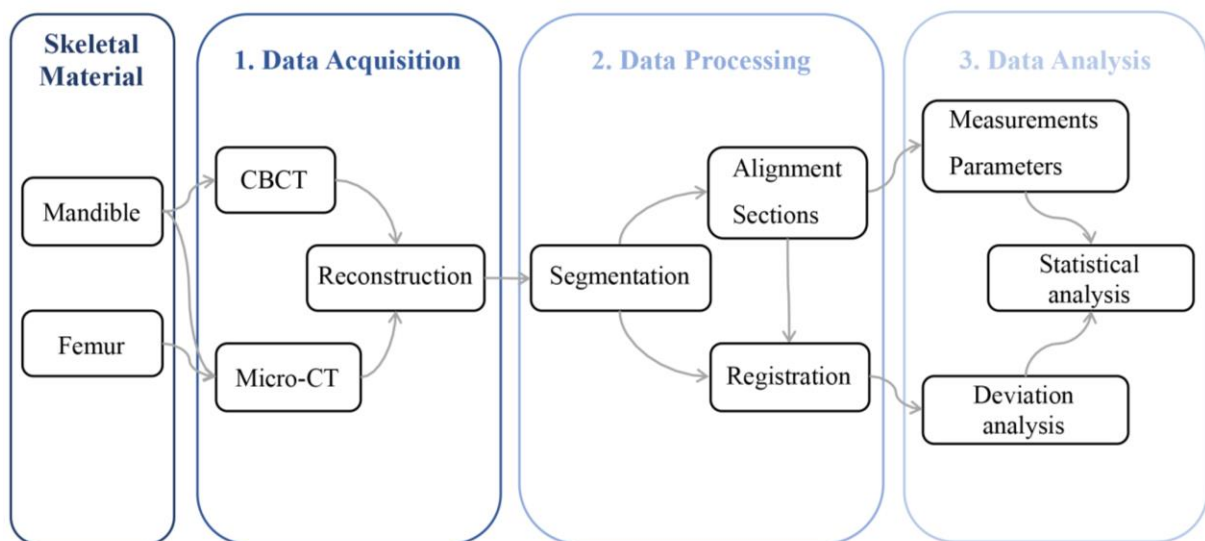 Skeletal
Material
Mandible
Femur
1. Data Acquisition
CBCT
Reconstruction
Micro-CT
2. Data Processing
Segmentation
Alignment
Sections
Registration
3. Data Analysis
Measurements
Parameters
Statistical
analysis
Deviation
analysis